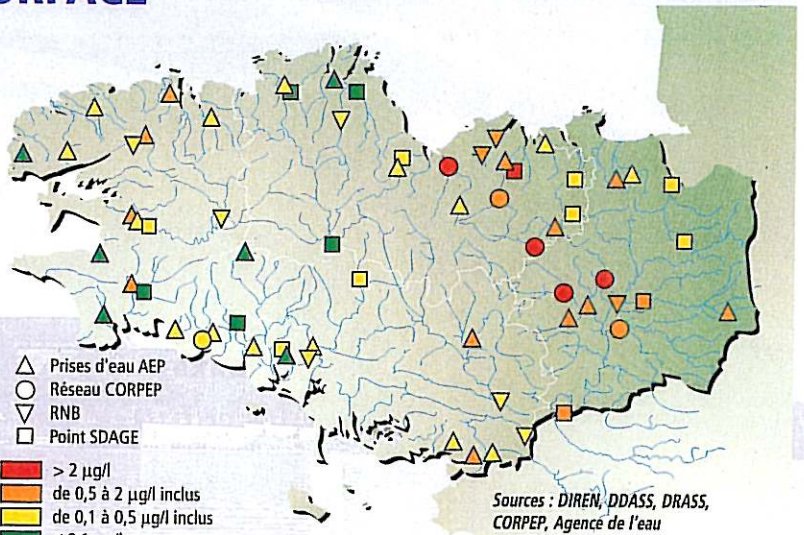 Prises d'eau AEP
Réseau CORPEP
RNB
Point SDAGE
> 2 µg/l
de 0,5 à 2 µg/l inclus
de 0,1 à 0,5 µg/l inclus
Sources : DIREN, DDASS, DRASS,
CORPEP, Agence de l'eau